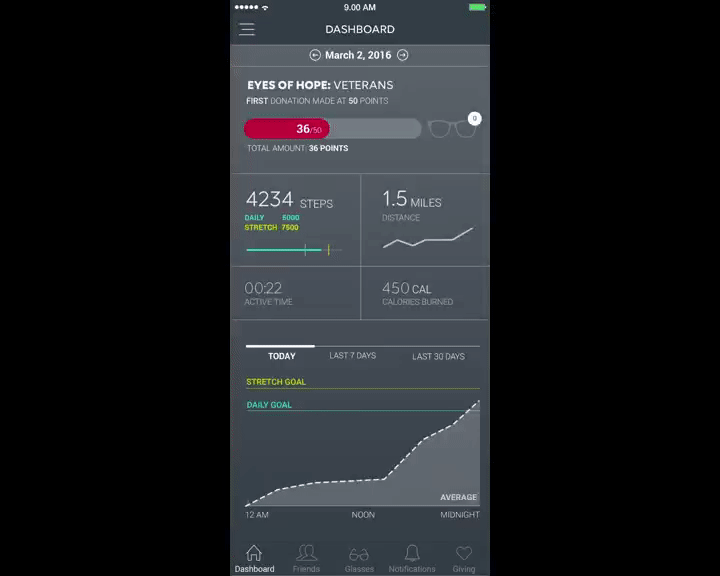 9.00 AM
DASHBOARD
March 2, 2016
EYES OF HOPE: VETERANS
FIRST DONATION MADE AT 50 POINTS
36/50
0
TOTAL AMOUNT: 36 POINTS
4234 STEPS
DAILY 5000
STRETCH 7500
1.5 MILES
DISTANCE
00:22
ACTIVE TIME
450 CAL
CALORIES BURNED
TODAY
LAST 7 DAYS
LAST 30 DAYS
STRETCH GOAL
DAILY GOAL
AVERAGE
12 AM
NOON
MIDNIGHT
Dashboard
Friends
Glasses
Notifications
Giving